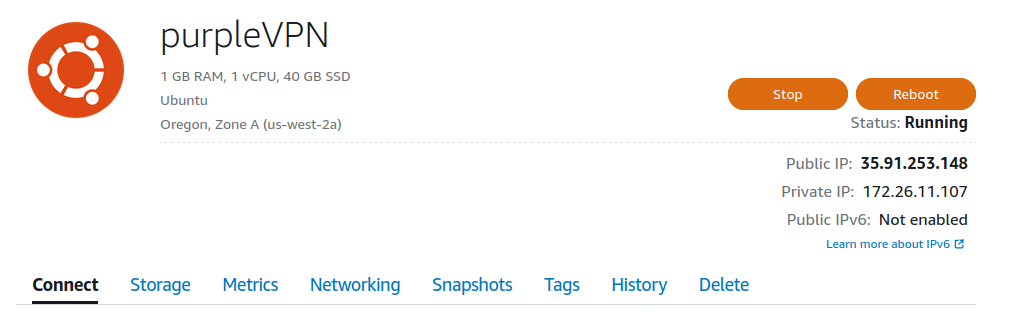 purpleVPN
1 GB RAM, 1 vCPU, 40 GB SSD
Ubuntu
Oregon, Zone A (us-west-2a)
Stop Reboot
Status: Running
Public IP: 35.91.253.148
Private IP: 172.26.11.107
Public IPv6: Not enabled
Learn more about IPv6
Connect Storage Metrics Networking Snapshots Tags History Delete